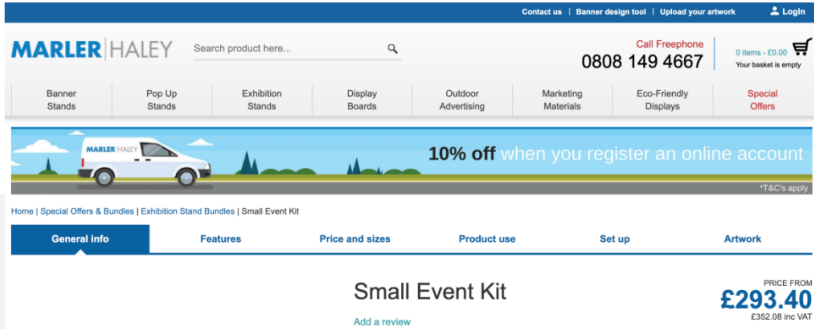 Contact us | Banner design tool | Upload your artwork Login
MARLER HALEY
Search product here...
Call Freephone
0808 149 4667
0 items - £0.00
Your basket is empty
Banner Stands
Pop Up Stands
Exhibition Stands
Display Boards
Outdoor Advertising
Marketing Materials
Eco-Friendly Displays
Special Offers
MARLER HALEY
10% off when you register an online account
*T&C's apply
Home | Special Offers & Bundles | Exhibition Stand Bundles | Small Event Kit
General info Features Price and sizes Product use Set up Artwork
Small Event Kit
Add a review
PRICE FROM
£293.40
£352.08 inc VAT